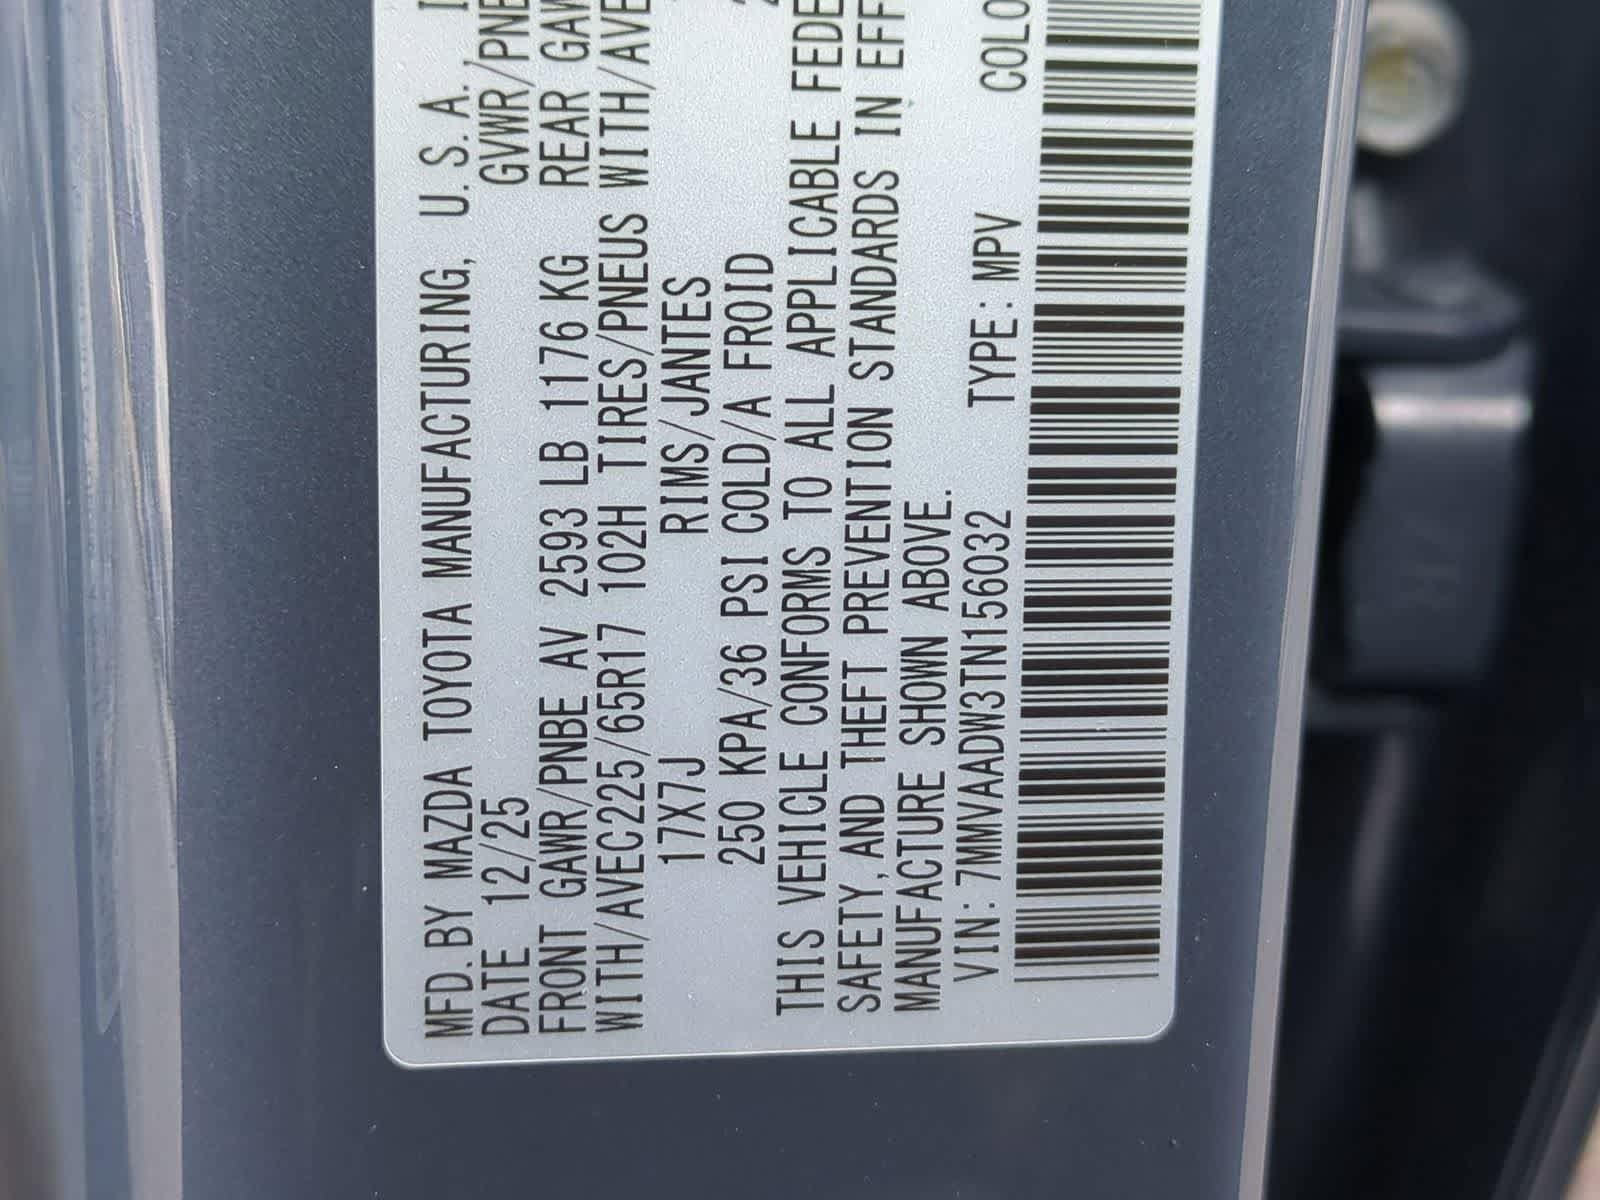 MFD.BY MAZDA TOYOTA MANUFACTURING, U.S.A.,
DATE 12/25 GVWR/PNB
FRONT GAWR/PNBE AV 2593 LB 1176 KG REAR GAW
WITH/AVEC225/65R17 102H TIRES/PNEUS WITH/AVE
17X7J RIMS/JANTES
250 KPA/36 PSI COLD/A FROID
THIS VEHICLE CONFORMS TO ALL APPLICABLE FEDE
SAFETY,AND THEFT PREVENTION STANDARDS IN EFF
MANUFACTURE SHOWN ABOVE.
VIN:7MMVAADW3TN156032 TYPE:MPV COLO